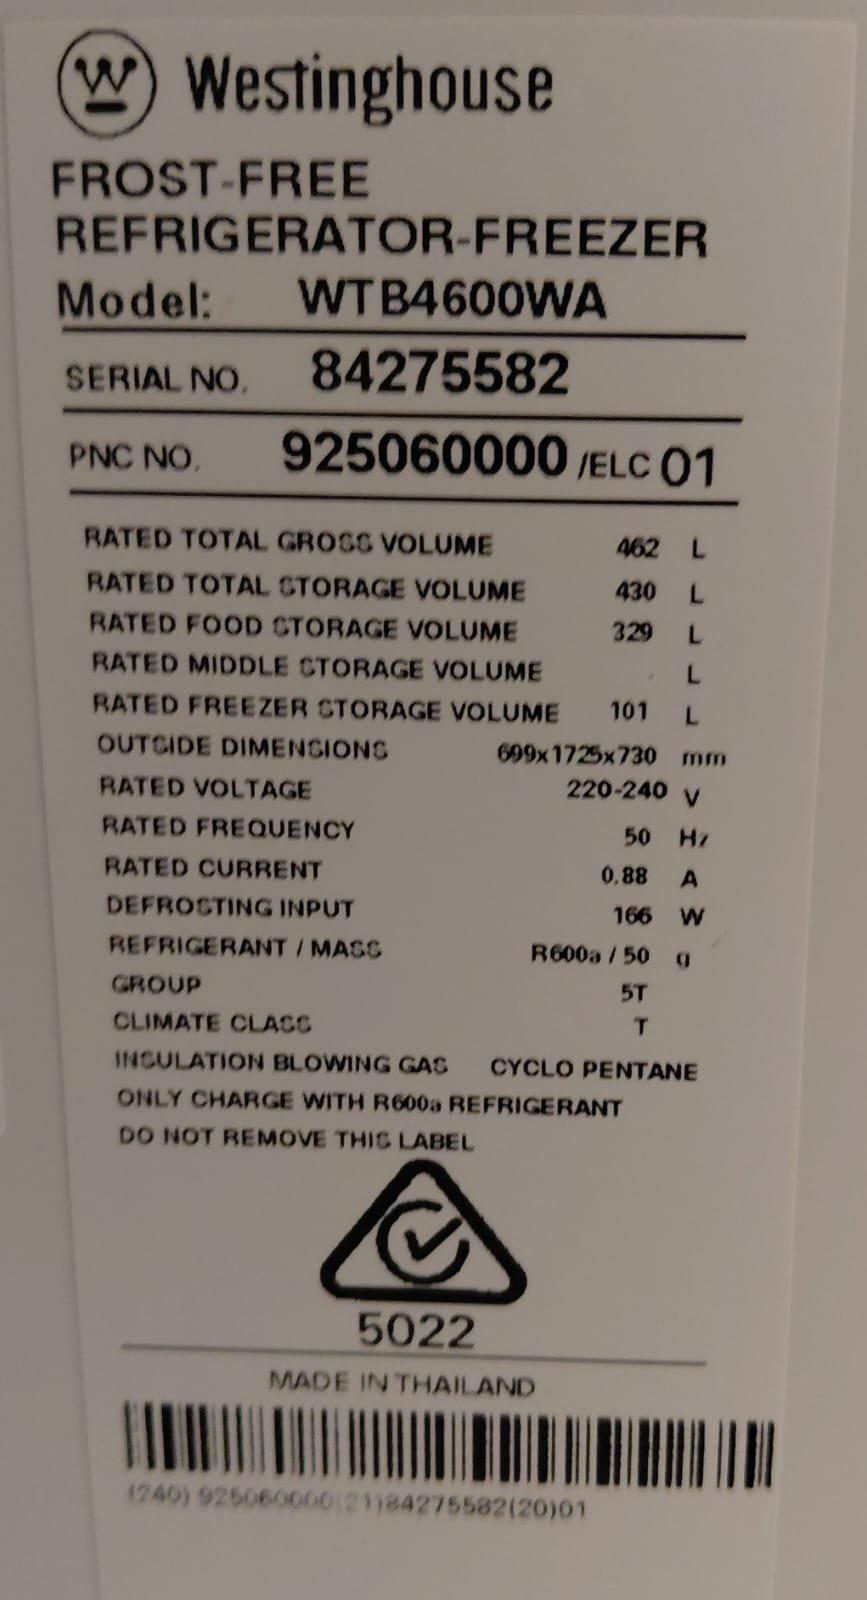 Westinghouse
FROST-FREE
REFRIGERATOR-FREEZER
Model: WTB4600WA
SERIAL NO. 84275582
PNC NO. 925060000 /ELC 01
RATED TOTAL GROSS VOLUME 462 L
RATED TOTAL STORAGE VOLUME 430 L
RATED FOOD STORAGE VOLUME 329 L
RATED MIDDLE STORAGE VOLUME L
RATED FREEZER STORAGE VOLUME 101 L
OUTSIDE DIMENSIONS 699x1725x730 mm
RATED VOLTAGE 220-240 V
RATED FREQUENCY 50 Hz
RATED CURRENT 0.88 A
DEFROSTING INPUT 166 W
REFRIGERANT / MASS R600a / 50 g
GROUP 5T
CLIMATE CLASS T
INSULATION BLOWING GAS CYCLO PENTANE
ONLY CHARGE WITH R600a REFRIGERANT
DO NOT REMOVE THIS LABEL
5022
MADE IN THAILAND
(240) 925060000(21)84275582(20)01